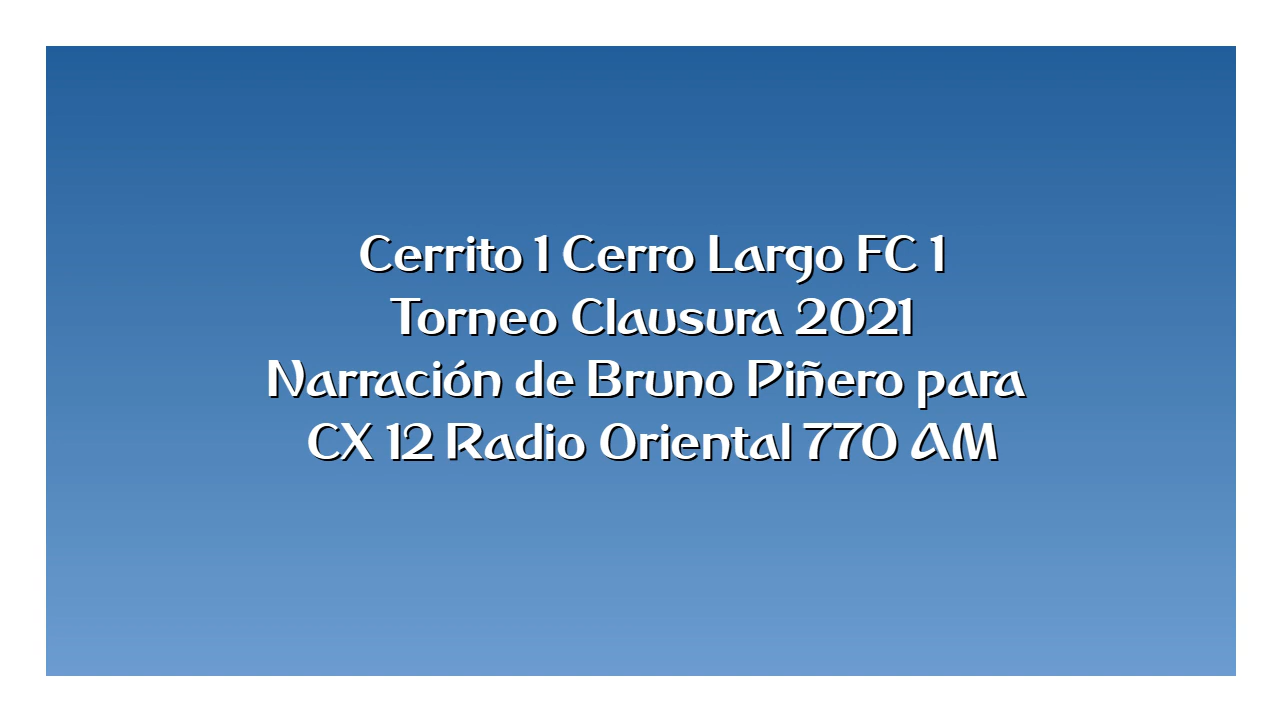 Cerrito 1 Cerro Largo FC 1
Torneo Clausura 2021
Narración de Bruno Piñero para
CX 12 Radio Oriental 770 AM